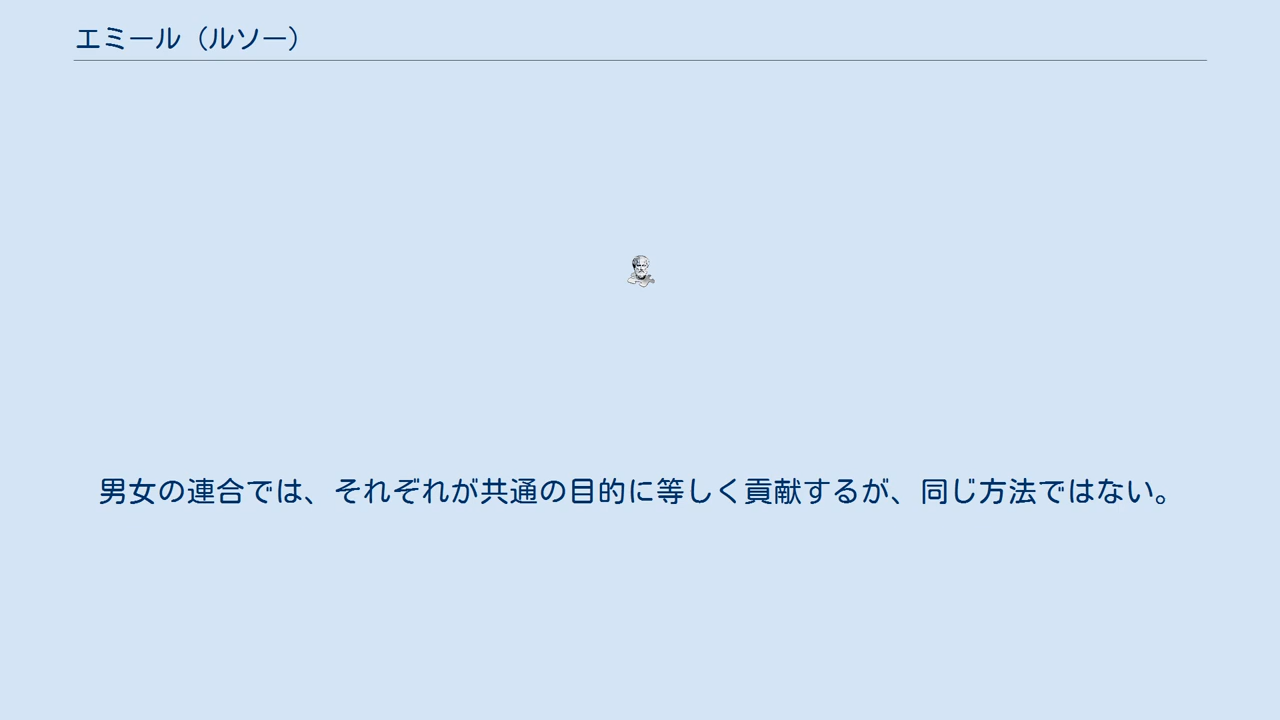 エミール（ルソー）
男女の連合では、それぞれが共通の目的に等しく貢献するが、同じ方法ではない。